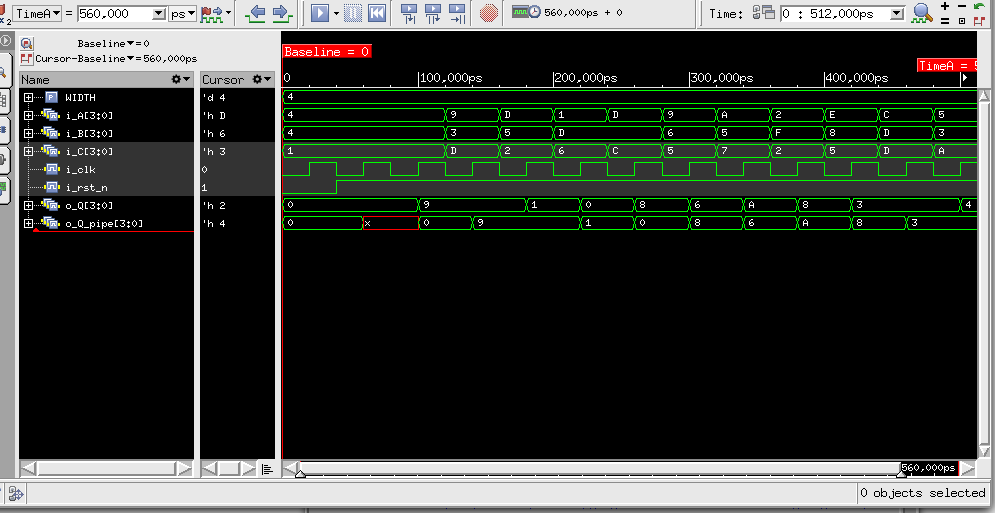 x2 TimeA = 560,000 ps 560,000ps + 0 Time: 0 : 512,000ps
Baseline = 0
Cursor-Baseline = 560,000ps
Baseline = 0
TimeA = 5
0 100,000ps 200,000ps 300,000ps 400,000ps
Name Cursor
P WIDTH 'd 4 4
i_A[3:0] 'h D 4 9 D 1 D 9 A 2 E C 5
i_B[3:0] 'h 6 4 3 5 D 6 5 F 8 D 3
i_C[3:0] 'h 3 1 D 2 6 C 5 7 2 5 D A
i_clk 0
i_rst_n 1
o_Q[3:0] 'h 2 0 9 1 0 8 6 A 8 3 4
o_Q_pipe[3:0] 'h 4 0 x 0 9 1 0 8 6 A 8 3
560,000ps
0 objects selected